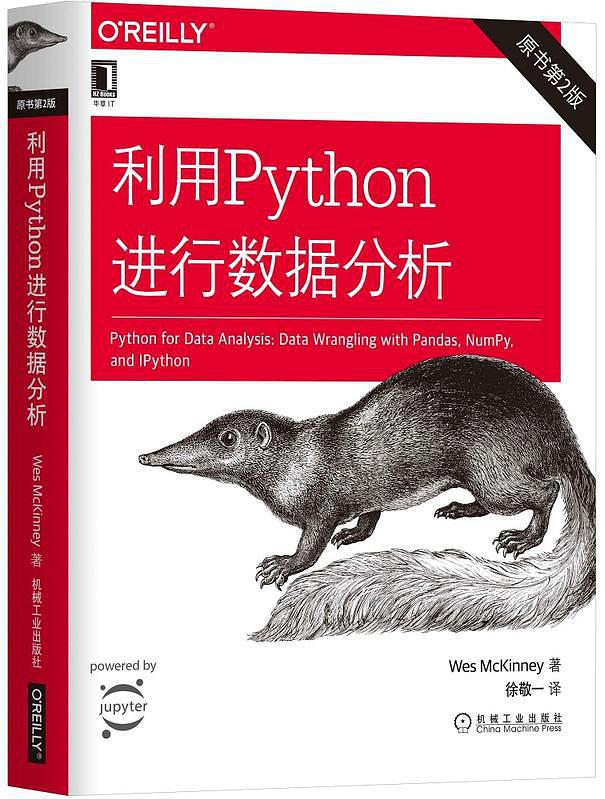 O'REILLY®
HZ BOOKS
华章IT
原书第2版
利用Python
进行数据分析
Python for Data Analysis: Data Wrangling with Pandas, NumPy,
and IPython
powered by
jupyter
Wes McKinney 著
徐敬一 译
机械工业出版社
China Machine Press
原书第2版
利用Python进行数据分析
Wes McKinney 著
机械工业出版社
O'REILLY®